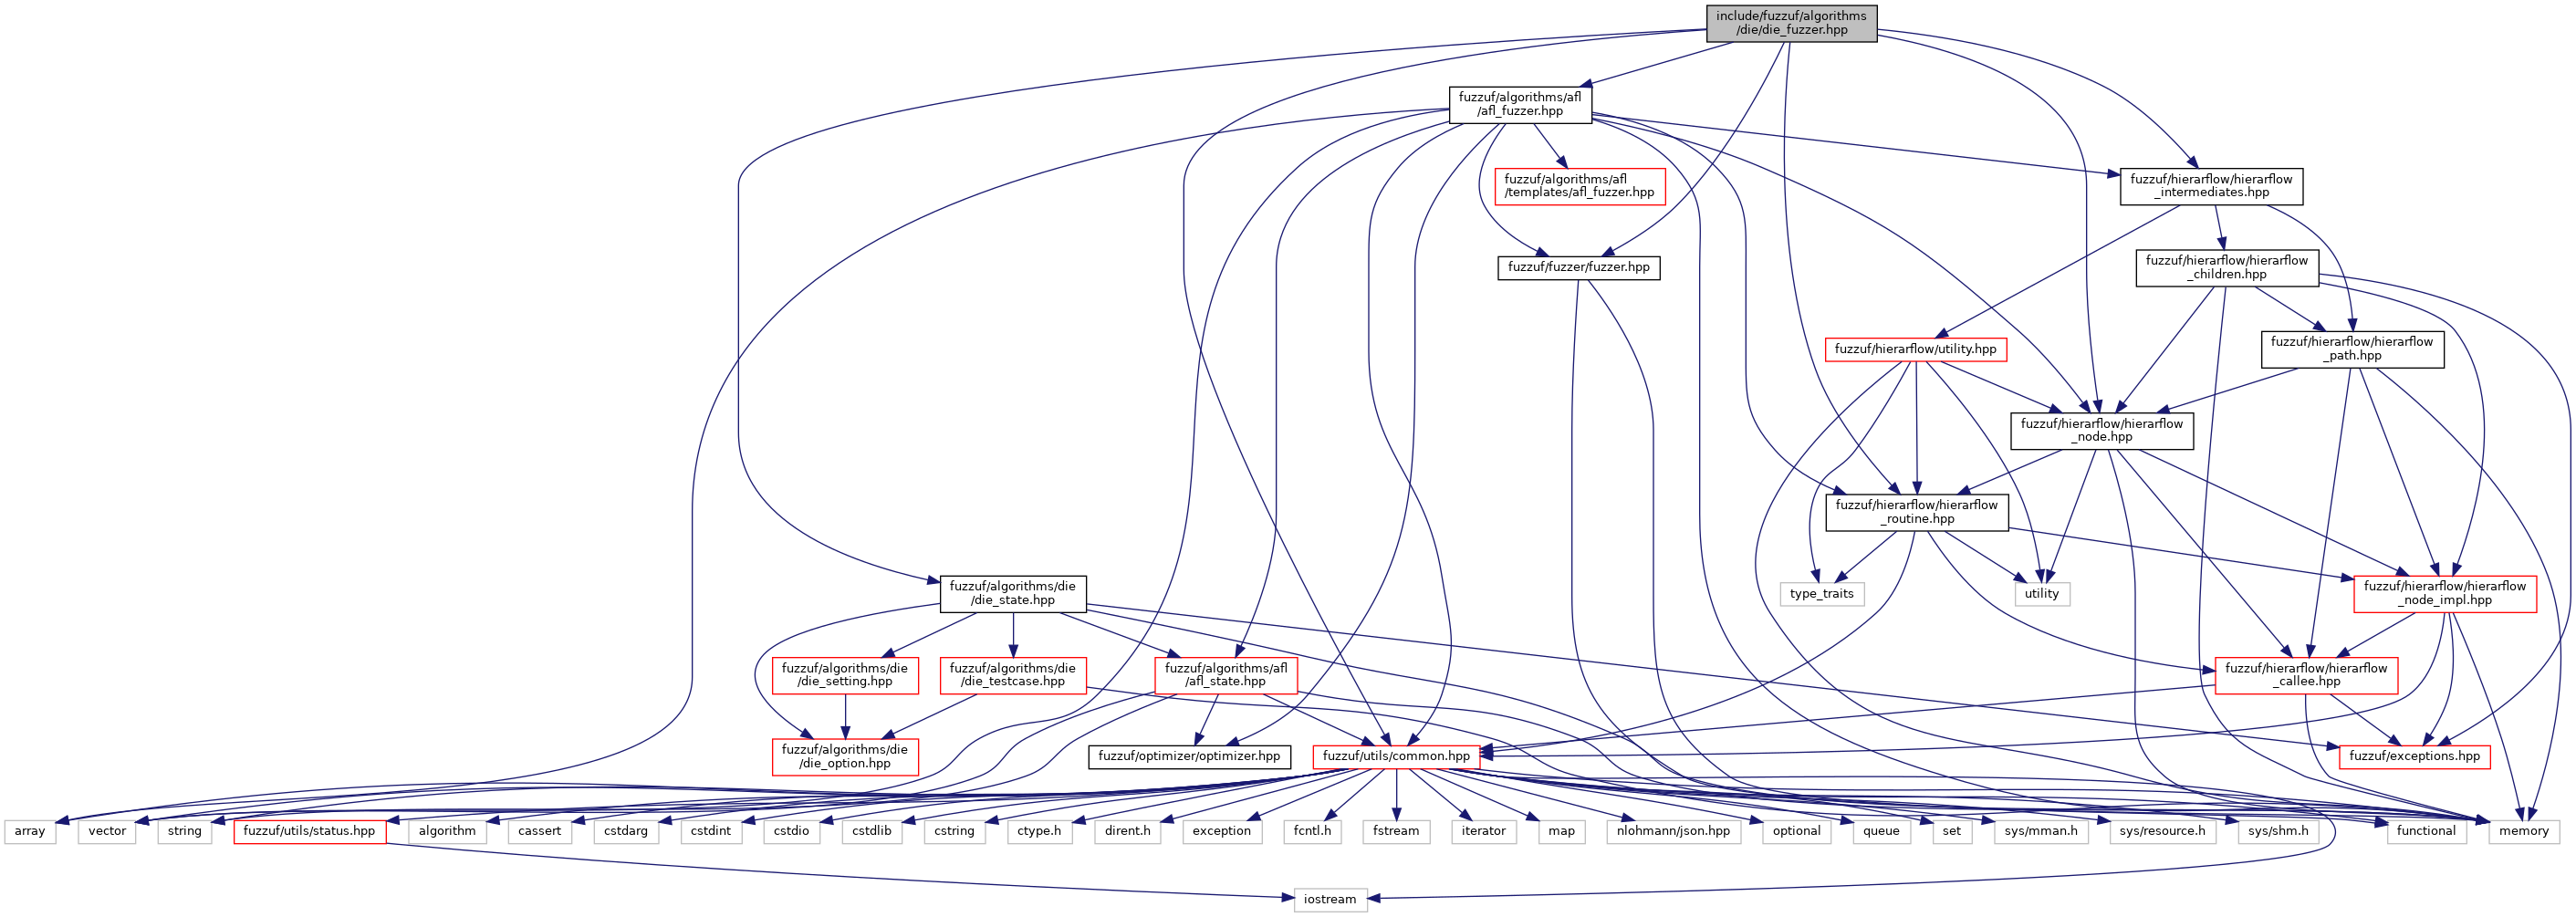 include/fuzzuf/algorithms
/die/die_fuzzer.hpp
fuzzuf/algorithms/afl
/afl_fuzzer.hpp
fuzzuf/algorithms/afl
/templates/afl_fuzzer.hpp
fuzzuf/hierarflow/hierarflow
_intermediates.hpp
fuzzuf/fuzzer/fuzzer.hpp
fuzzuf/hierarflow/hierarflow
_children.hpp
fuzzuf/hierarflow/utility.hpp
fuzzuf/hierarflow/hierarflow
_path.hpp
fuzzuf/hierarflow/hierarflow
_node.hpp
fuzzuf/hierarflow/hierarflow
_routine.hpp
fuzzuf/algorithms/die
/die_state.hpp
type_traits
utility
fuzzuf/hierarflow/hierarflow
_node_impl.hpp
fuzzuf/algorithms/die
/die_setting.hpp
fuzzuf/algorithms/die
/die_testcase.hpp
fuzzuf/algorithms/afl
/afl_state.hpp
fuzzuf/hierarflow/hierarflow
_callee.hpp
fuzzuf/algorithms/die
/die_option.hpp
fuzzuf/optimizer/optimizer.hpp
fuzzuf/utils/common.hpp
fuzzuf/exceptions.hpp
array
vector
string
fuzzuf/utils/status.hpp
algorithm
cassert
cstdarg
cstdint
cstdio
cstdlib
cstring
ctype.h
dirent.h
exception
fcntl.h
fstream
iterator
map
nlohmann/json.hpp
optional
queue
set
sys/mman.h
sys/resource.h
sys/shm.h
functional
memory
iostream